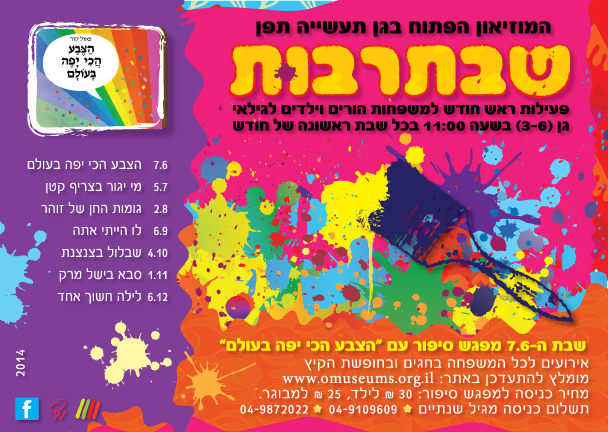 המוזיאון הפתוח בגן תעשייה תפן
שבתרבות
פעילות ראש חודש למשפחות הורים וילדים לגילאי
גן (3-6) בשעה 11:00 בכל שבת ראשונה של חודש
פאול קור
הצבע
הכי יפה
בעולם
7.6 הצבע הכי יפה בעולם
5.7 מי יגור בצריף קטן
2.8 גומות החן של זוהר
6.9 לו הייתי אתה
4.10 שבלול בצנצנת
1.11 סבא בישל מרק
6.12 לילה חשוך אחד
2014
שבת ה-7.6 מפגש סיפור עם "הצבע הכי יפה בעולם"
אירועים לכל המשפחה בחגים ובחופשת הקיץ
מומלץ להתעדכן באתר: www.omuseums.org.il
מחיר כניסה למפגש סיפור: 30 ₪ לילד, 25 ₪ למבוגר.
תשלום כניסה מגיל שנתיים ★ 04-9109609 ★ 04-9872022
f